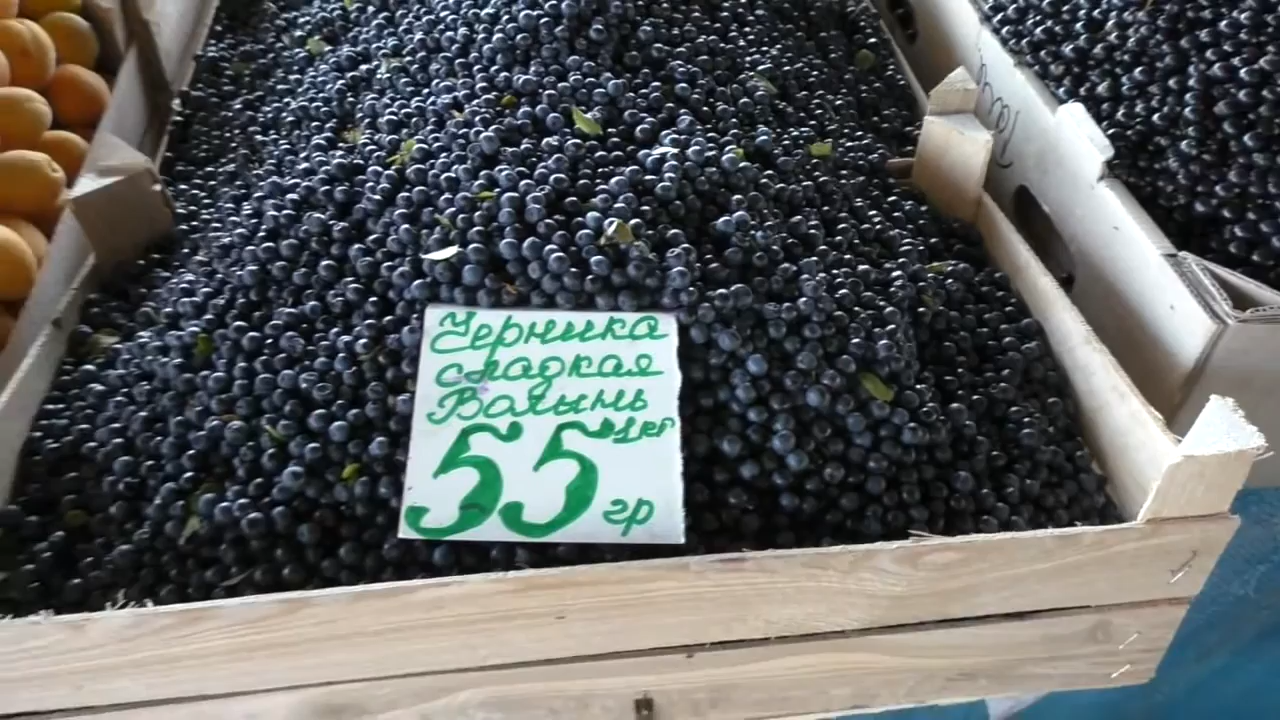 Черника
сладкая
Волынь
1кг
55 гр